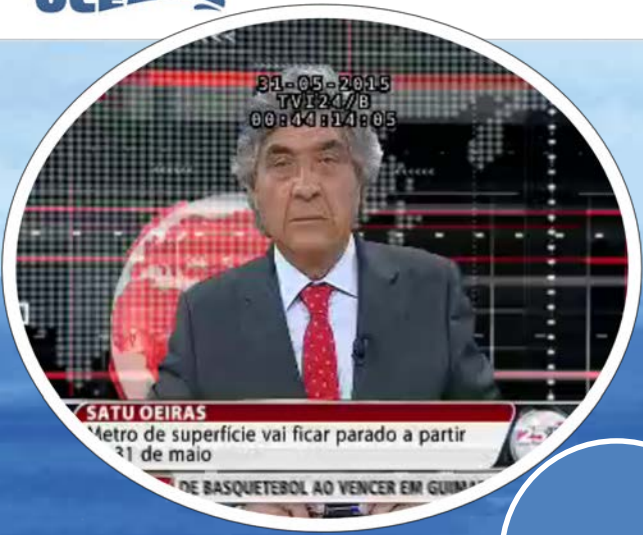 31-05-2015
TVI24/B
00:44:14:05
SATU OEIRAS
Metro de superfície vai ficar parado a partir
31 de maio
DE BASQUETEBOL AO VENCER EM